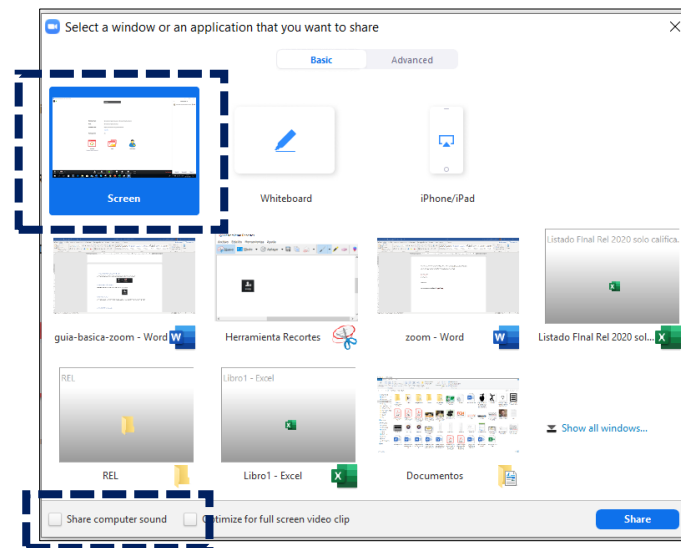 Select a window or an application that you want to share
Basic
Advanced
Screen
Whiteboard
iPhone/iPad
Listado FInal Rel 2020 solo califica.
guia-basica-zoom - Word
Herramienta Recortes
zoom - Word
Listado FInal Rel 2020 sol...
REL
Libro1 - Excel
REL
Libro1 - Excel
Documentos
Show all windows...
Share computer sound
Optimize for full screen video clip
Share